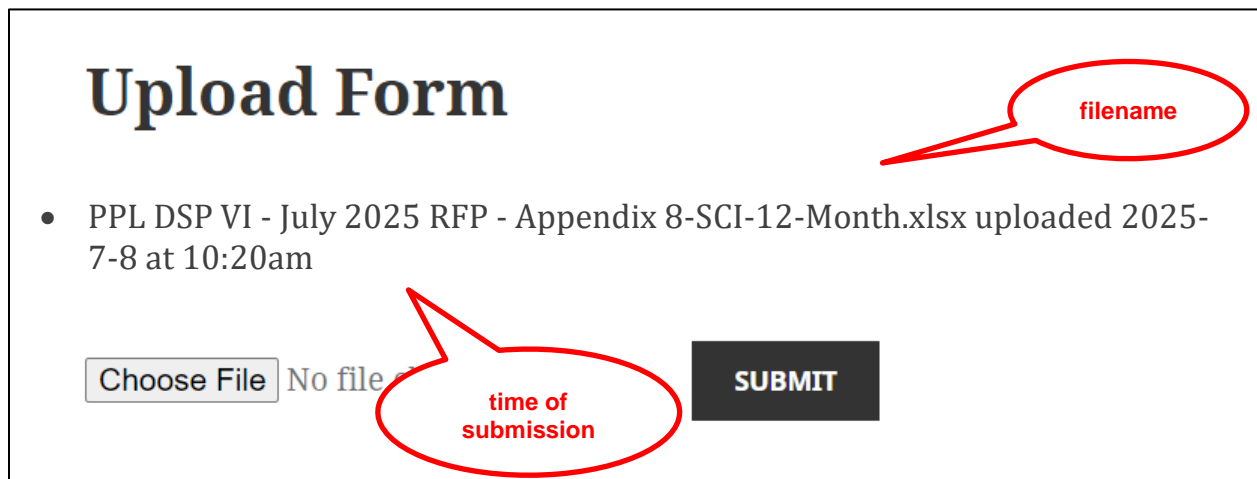 Upload Form
filename
• PPL DSP VI - July 2025 RFP - Appendix 8-SCI-12-Month.xlsx uploaded 2025-
7-8 at 10:20am
Choose File No file
SUBMIT
time of
submission